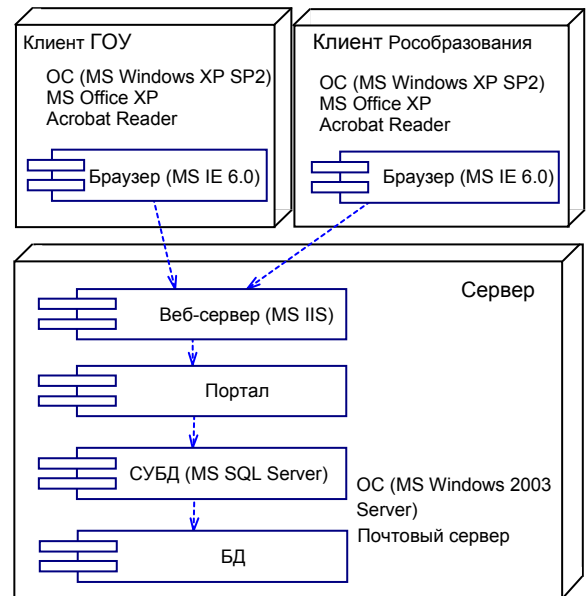 Клиент ГОУ
ОС (MS Windows XP SP2)
MS Office XP
Acrobat Reader
Браузер (MS IE 6.0)
Клиент Рособразования
ОС (MS Windows XP SP2)
MS Office XP
Acrobat Reader
Браузер (MS IE 6.0)
Сервер
Веб-сервер (MS IIS)
Портал
СУБД (MS SQL Server)
ОС (MS Windows 2003
Server)
Почтовый сервер
БД